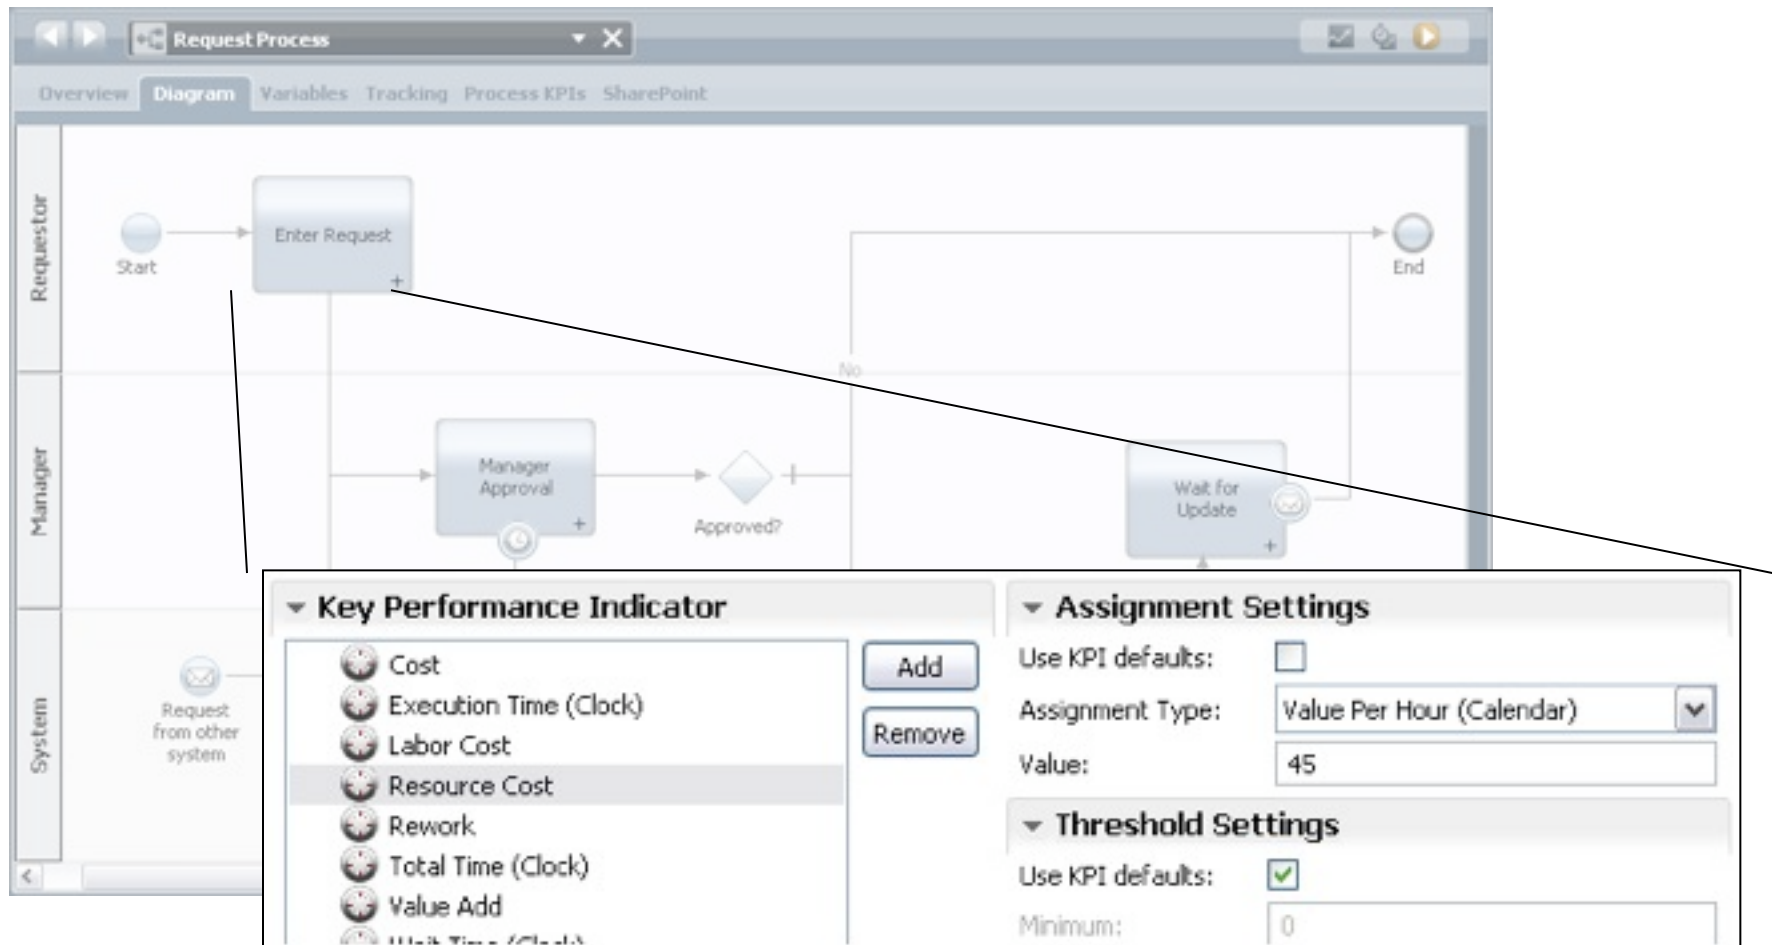 Request Process
Overview Diagram Variables Tracking Process KPIs SharePoint
Requestor
Start
Enter Request
End
No
Manager
Manager
Approval
Approved?
Wait for
Update
System
Request
from other
system
Key Performance Indicator
Cost
Execution Time (Clock)
Labor Cost
Resource Cost
Rework
Total Time (Clock)
Value Add
Wait Time (Clock)
Add
Remove
Assignment Settings
Use KPI defaults:
Assignment Type: Value Per Hour (Calendar)
Value: 45
Threshold Settings
Use KPI defaults:
Minimum: 0